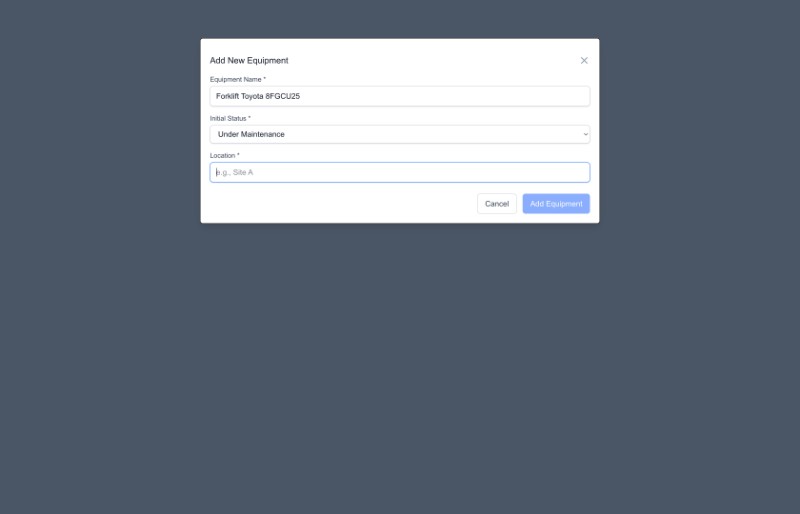 Add New Equipment
Equipment Name *
Forklift Toyota 8FGCU25
Initial Status *
Under Maintenance
Location *
e.g., Site A
Cancel
Add Equipment